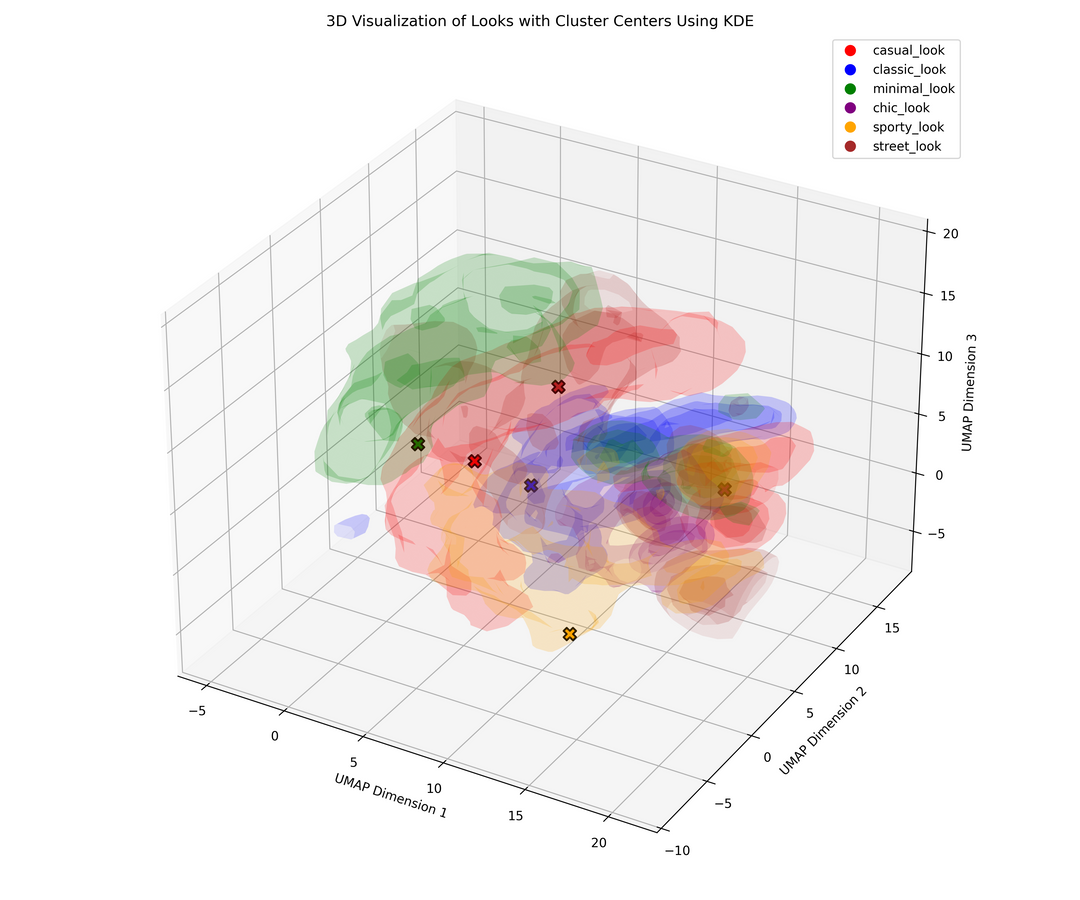 3D Visualization of Looks with Cluster Centers Using KDE
casual_look
classic_look
minimal_look
chic_look
sporty_look
street_look
20
15
10
5
0
−5
UMAP Dimension 3
−5
0
5
10
15
20
UMAP Dimension 1
15
10
5
0
−5
−10
UMAP Dimension 2